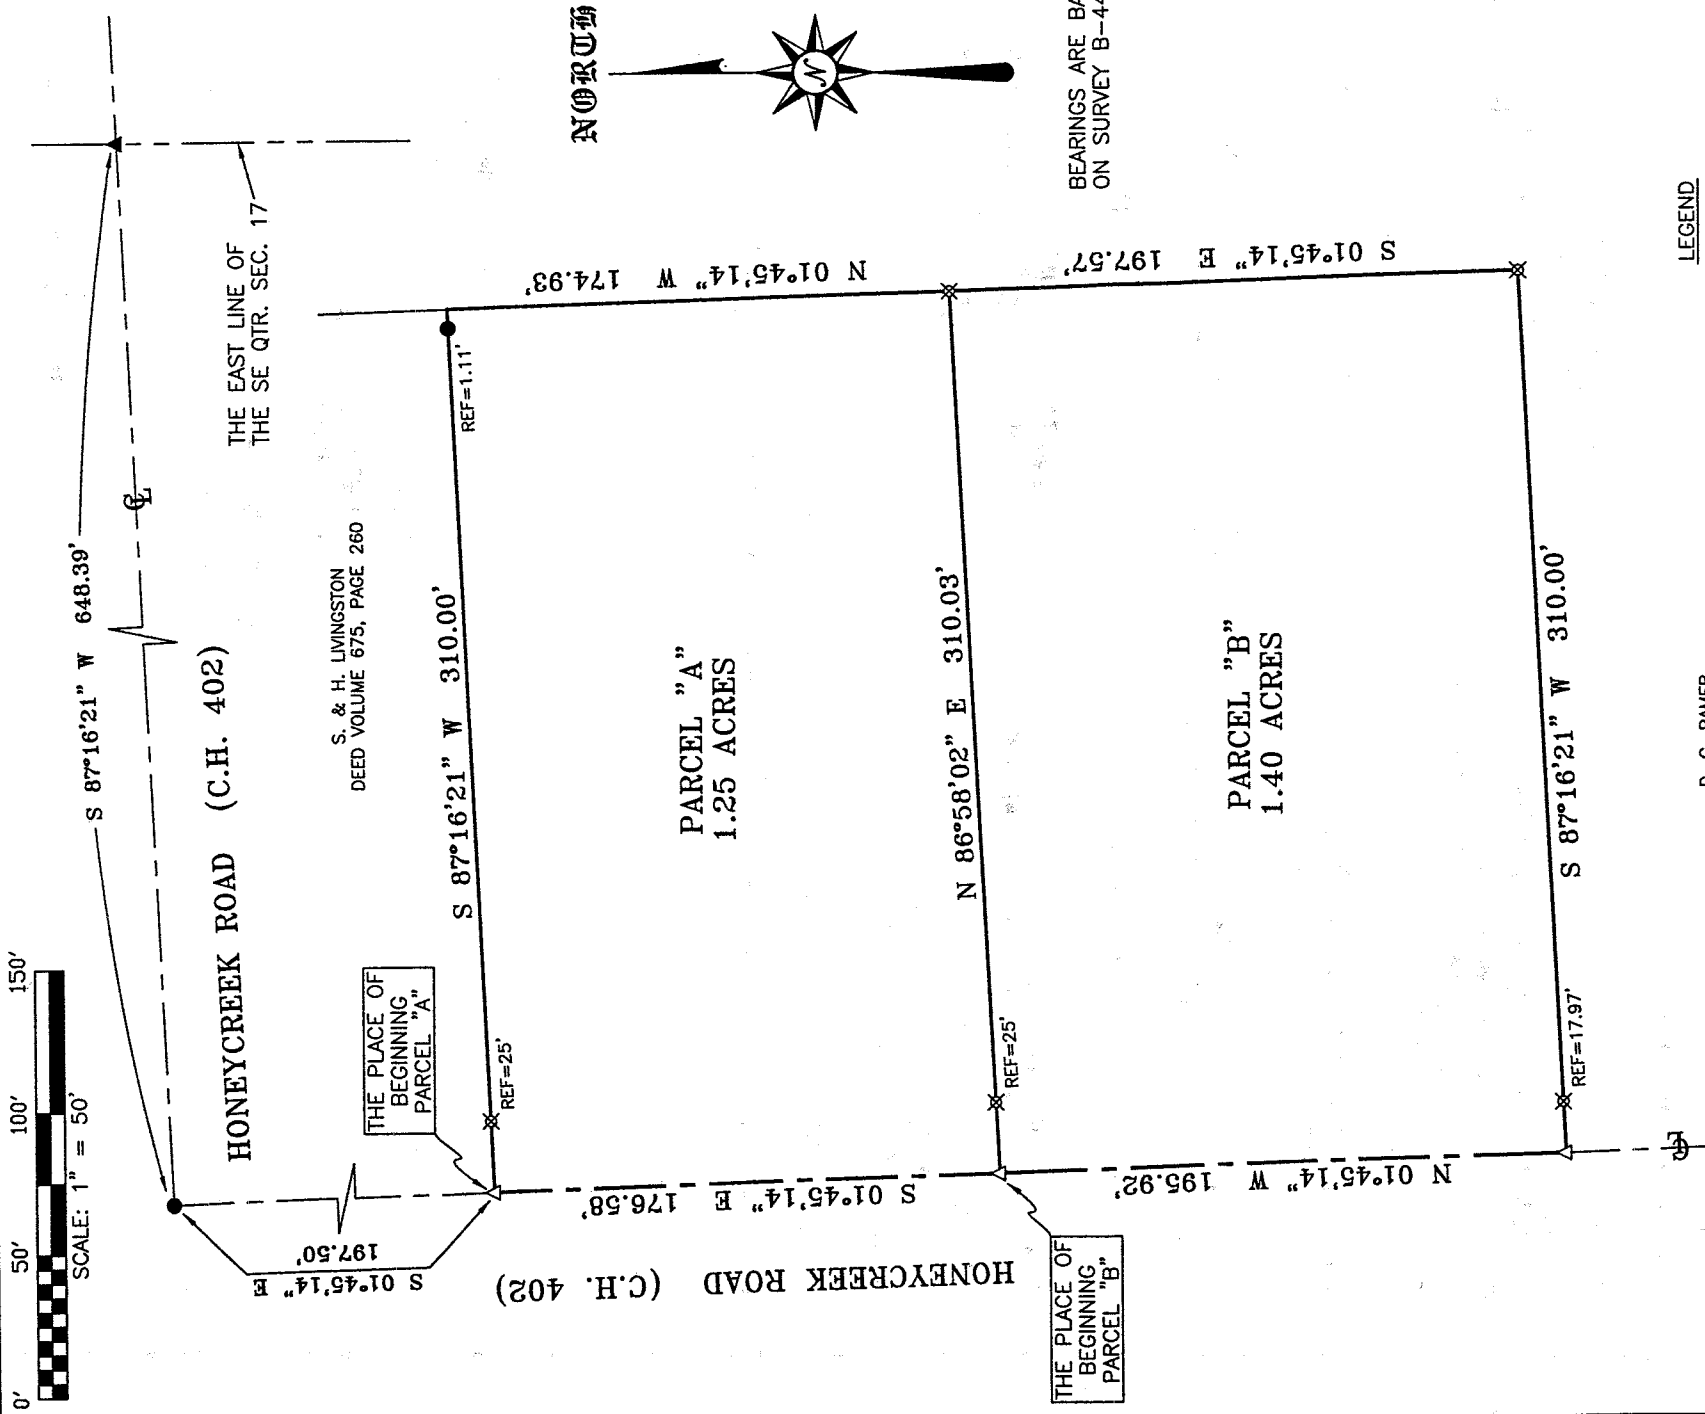 0' 50' 100' 150'
SCALE: 1" = 50'
S 87°16'21" W 648.39'
THE EAST LINE OF
THE SE QTR. SEC. 17
NORTH
N
BEARINGS ARE BA
ON SURVEY B-44
HONEYCREEK ROAD (C.H. 402)
S. & H. LIVINGSTON
DEED VOLUME 675, PAGE 260
THE PLACE OF
BEGINNING
PARCEL "A"
S 01°45'14" E
197.50'
S 87°16'21" W 310.00'
REF=1.11'
REF=25'
N 01°45'14" W 174.93'
PARCEL "A"
1.25 ACRES
S 01°45'14" E 176.58'
HONEYCREEK ROAD (C.H. 402)
N 86°58'02" E 310.03'
REF=25'
THE PLACE OF
BEGINNING
PARCEL "B"
S 01°45'14" E 197.57'
PARCEL "B"
1.40 ACRES
N 01°45'14" W 195.92'
S 87°16'21" W 310.00'
REF=17.97'
LEGEND